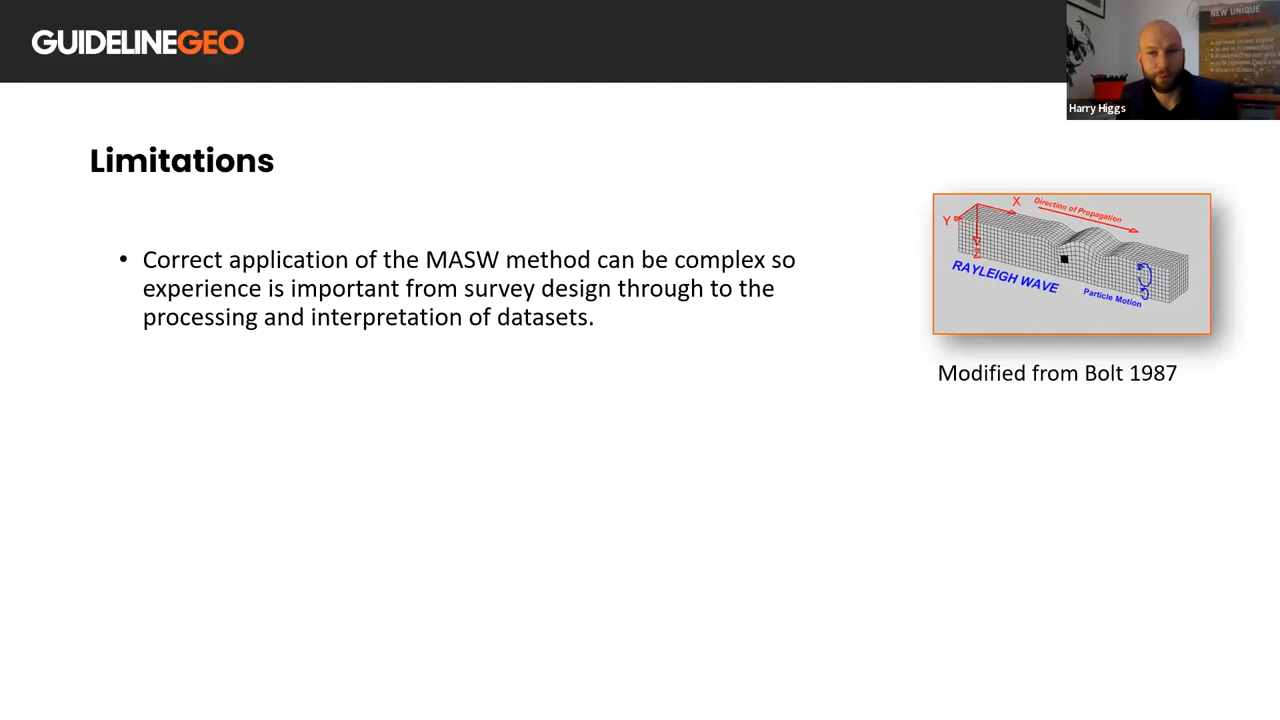 GUIDELINEGEO
NEW UNIQUE
Harry Higgs
Limitations
• Correct application of the MASW method can be complex so
experience is important from survey design through to the
processing and interpretation of datasets.
X
Direction of Propagation
Y
Z
RAYLEIGH WAVE
Particle Motion
Modified from Bolt 1987